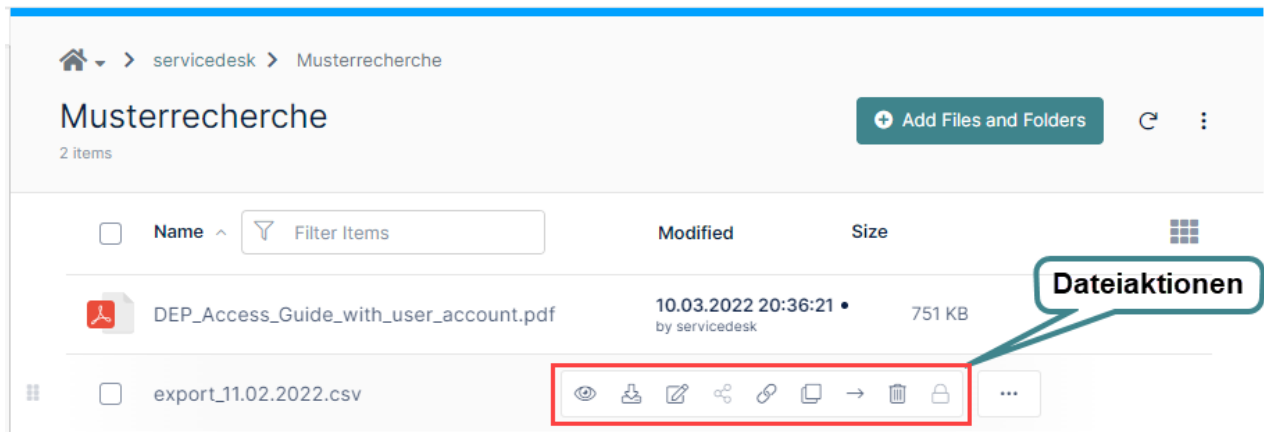 servicedesk > Musterrecherche
Musterrecherche
2 items
Add Files and Folders
Name
Filter Items
Modified
Size
Dateiaktionen
DEP_Access_Guide_with_user_account.pdf
10.03.2022 20:36:21
by servicedesk
751 KB
export_11.02.2022.csv